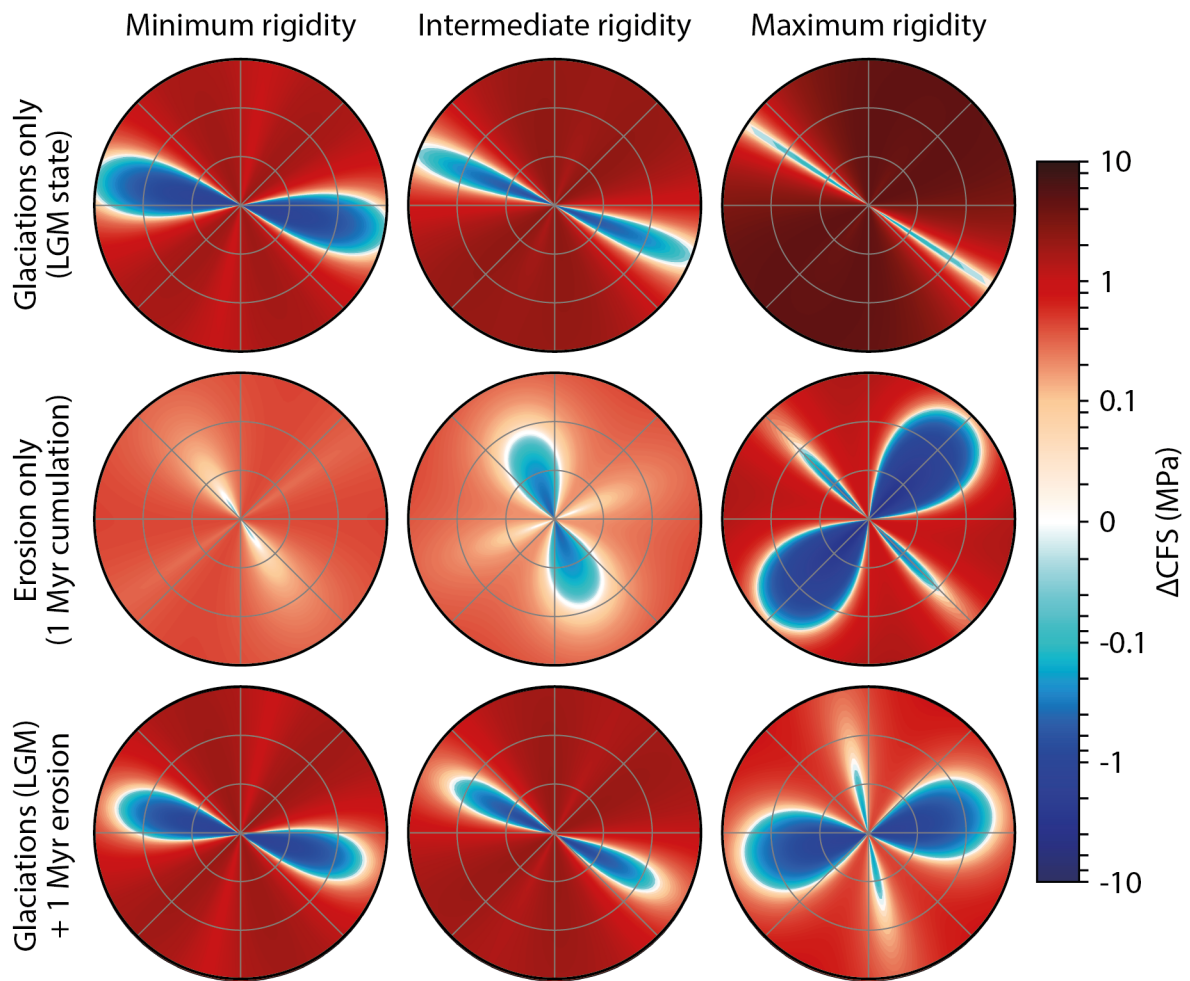 Minimum rigidity
Intermediate rigidity
Maximum rigidity
Glaciations only
(LGM state)
Erosion only
(1 Myr cumulation)
Glaciations (LGM)
+ 1 Myr erosion
10
1
0.1
0
-0.1
-1
-10
ΔCFS (MPa)